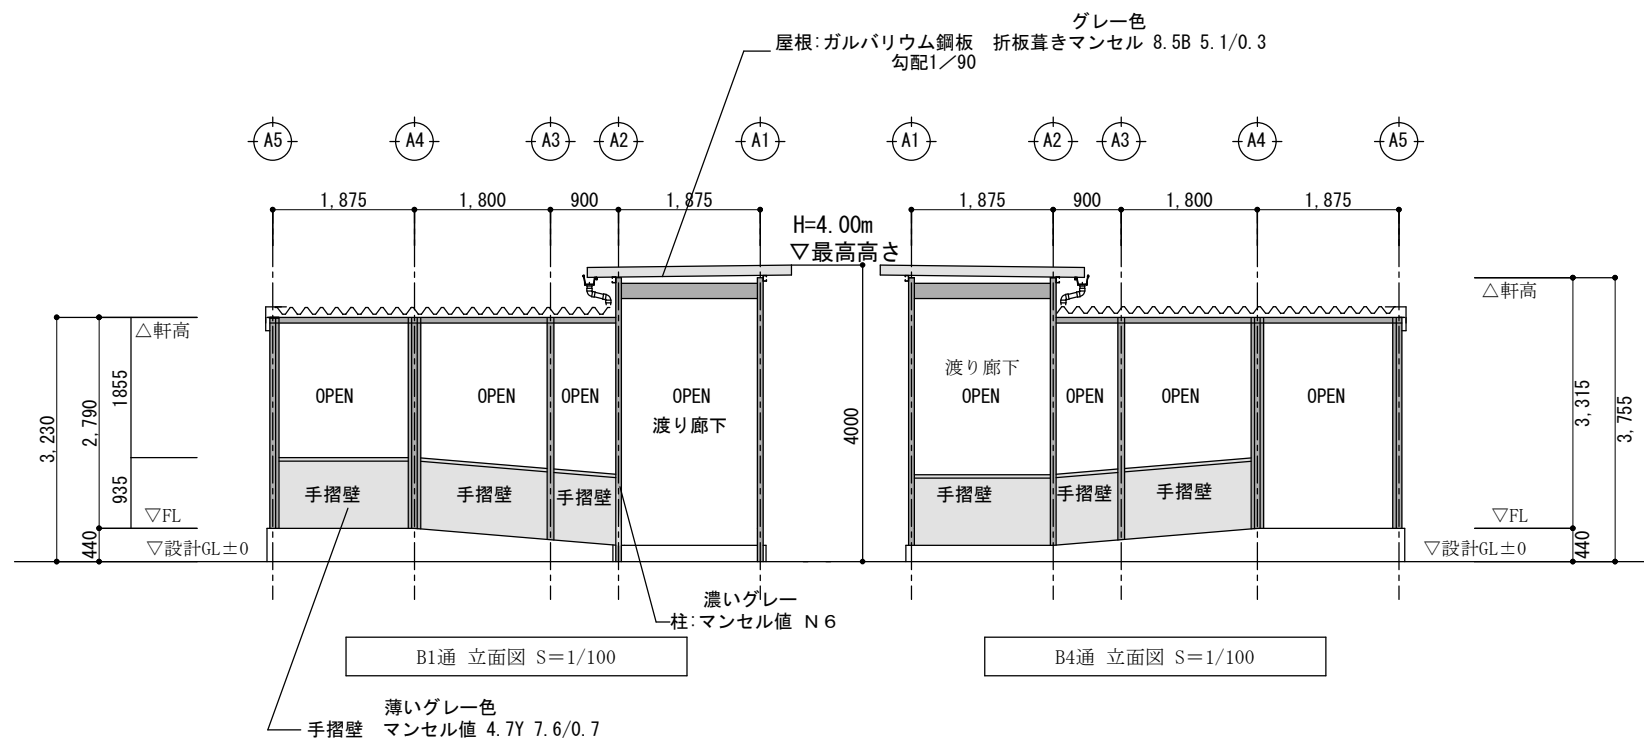 グレー色
屋根:ガルバリウム鋼板　折板葺きマンセル 8.5B 5.1/0.3
勾配1／90
A5 A4 A3 A2 A1 A1 A2 A3 A4 A5
1,875 1,800 900 1,875 1,875 900 1,800 1,875
H=4.00m
▽最高高さ
△軒高
△軒高
3,230
2,790
1855
935
440
4000
3,315
3,755
440
渡り廊下
OPEN OPEN OPEN OPEN OPEN OPEN OPEN OPEN
渡り廊下
手摺壁 手摺壁 手摺壁 手摺壁 手摺壁 手摺壁
▽FL
▽FL
▽設計GL±0
▽設計GL±0
濃いグレー
柱:マンセル値 Ｎ６
B1通 立面図 S＝1/100
B4通 立面図 S＝1/100
薄いグレー色
手摺壁　マンセル値 4.7Y 7.6/0.7